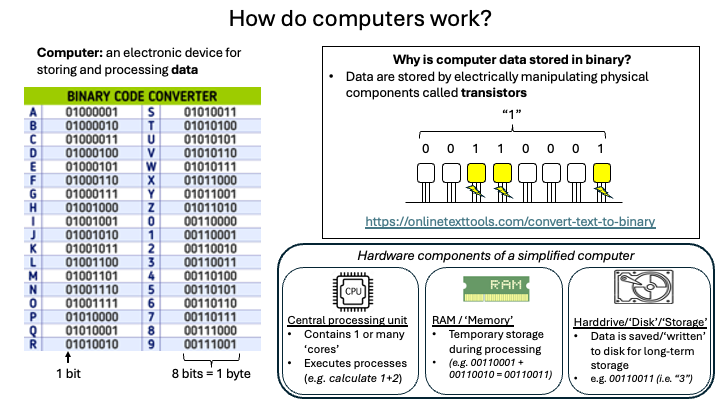 How do computers work?
Computer: an electronic device for
storing and processing data
BINARY CODE CONVERTER
A 01000001 S 01010011
B 01000010 T 01010100
C 01000011 U 01010101
D 01000100 V 01010110
E 01000101 W 01010111
F 01000110 X 01011000
G 01000111 Y 01011001
H 01001000 Z 01011010
I 01001001 0 00110000
J 01001010 1 00110001
K 01001011 2 00110010
L 01001100 3 00110011
M 01001101 4 00110100
N 01001110 5 00110101
O 01001111 6 00110110
P 01010000 7 00110111
Q 01010001 8 00111000
R 01010010 9 00111001
1 bit
8 bits = 1 byte
Why is computer data stored in binary?
• Data are stored by electrically manipulating physical
components called transistors
“1”
0 0 1 1 0 0 0 1
https://onlinetexttools.com/convert-text-to-binary
Hardware components of a simplified computer
CPU
Central processing unit
• Contains 1 or many
‘cores’
• Executes processes
(e.g. calculate 1+2)
RAM
RAM / ‘Memory’
• Temporary storage
during processing
• (e.g. 00110001 +
00110010 = 00110011)
Harddrive/‘Disk’/‘Storage’
• Data is saved/‘written’
to disk for long-term
storage
• e.g. 00110011 (i.e. “3”)